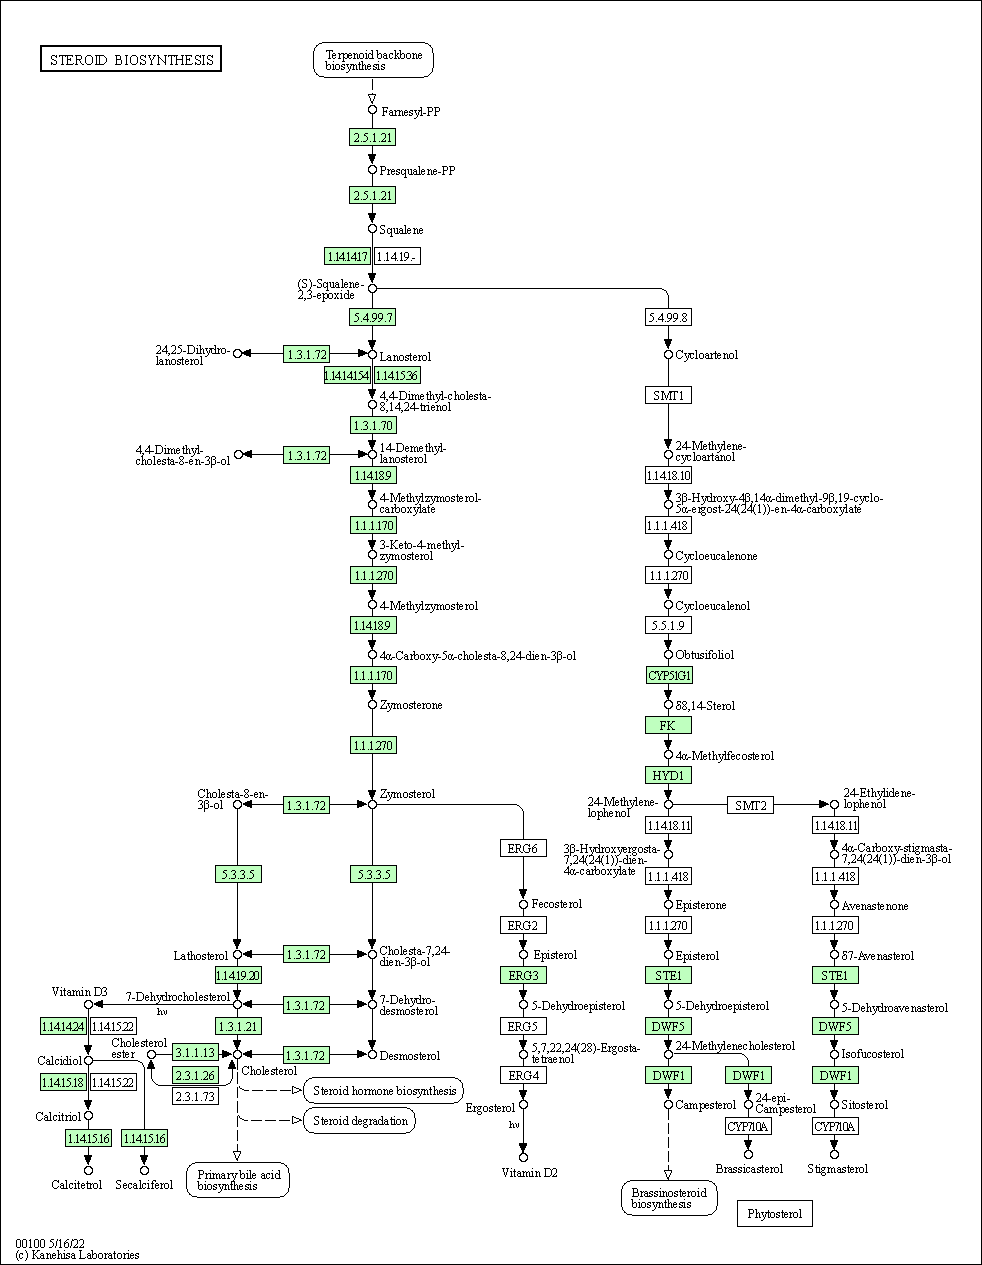 STEROID BIOSYNTHESIS
Terpenoid backbone
biosynthesis
Farnesyl-PP
2.5.1.21
Presqualene-PP
2.5.1.21
Squalene
1.14.14.17
1.14.19.-
(S)-Squalene-
2,3-epoxide
5.4.99.7
5.4.99.8
24,25-Dihydro-
lanosterol
1.3.1.72
Lanosterol
Cycloartenol
1.14.14.154
1.14.15.36
SMT1
4,4-Dimethyl-cholesta-
8,14,24-trienol
1.3.1.70
4,4-Dimethyl-
cholesta-8-en-3β-ol
1.3.1.72
14-Demethyl-
lanosterol
24-Methylene-
cycloartanol
1.14.18.9
1.14.18.10
4-Methylzymosterol-
carboxylate
3β-Hydroxy-4β,14α-dimethyl-9β,19-cyclo-
5α-ergost-24(24(1))-en-4α-carboxylate
1.1.1.170
1.1.1.418
3-Keto-4-methyl-
zymosterol
Cycloeucalenone
1.1.1.270
1.1.1.270
4-Methylzymosterol
Cycloeucalenol
1.14.18.9
5.5.1.9
4α-Carboxy-5α-cholesta-8,24-dien-3β-ol
Obtusifoliol
1.1.1.170
CYP51G1
Zymosterone
δ8,14-Sterol
1.1.1.270
FK
4α-Methylfecosterol
HYD1
Cholesta-8-en-
3β-ol
1.3.1.72
Zymosterol
24-Methylene-
lophenol
SMT2
24-Ethylidene-
lophenol
1.14.18.11
1.14.18.11
ERG6
3β-Hydroxyergosta-
7,24(24(1))-dien-
4α-carboxylate
4α-Carboxy-stigmasta-
7,24(24(1))-dien-3β-ol
5.3.3.5
5.3.3.5
1.1.1.418
1.1.1.418
Fecosterol
Episterone
Avenastenone
ERG2
1.1.1.270
1.1.1.270
Lathosterol
1.3.1.72
Cholesta-7,24-
dien-3β-ol
Episterol
Episterol
δ7-Avenasterol
1.14.19.20
ERG3
STE1
STE1
Vitamin D3
7-Dehydrocholesterol
hν
1.3.1.72
7-Dehydro-
desmosterol
5-Dehydroepisterol
5-Dehydroepisterol
5-Dehydroavenasterol
1.14.14.24
1.14.15.22
1.3.1.21
ERG5
DWF5
DWF5
Calcidiol
Cholesterol
ester
3.1.1.13
1.3.1.72
Desmosterol
5,7,22,24(28)-Ergosta-
tetraenol
24-Methylenecholesterol
Isofucosterol
Cholesterol
1.14.15.18
1.14.15.22
2.3.1.26
2.3.1.73
ERG4
DWF1
DWF1
DWF1
Steroid hormone biosynthesis
Calcitriol
Steroid degradation
Ergosterol
hν
Campesterol
24-epi-
Campesterol
Sitosterol
1.14.15.16
1.14.15.16
CYP710A
CYP710A
Calcitetrol
Secalciferol
Primary bile acid
biosynthesis
Vitamin D2
Brassicasterol
Stigmasterol
Brassinosteroid
biosynthesis
Phytosterol
00100 5/16/22
(c) Kanehisa Laboratories